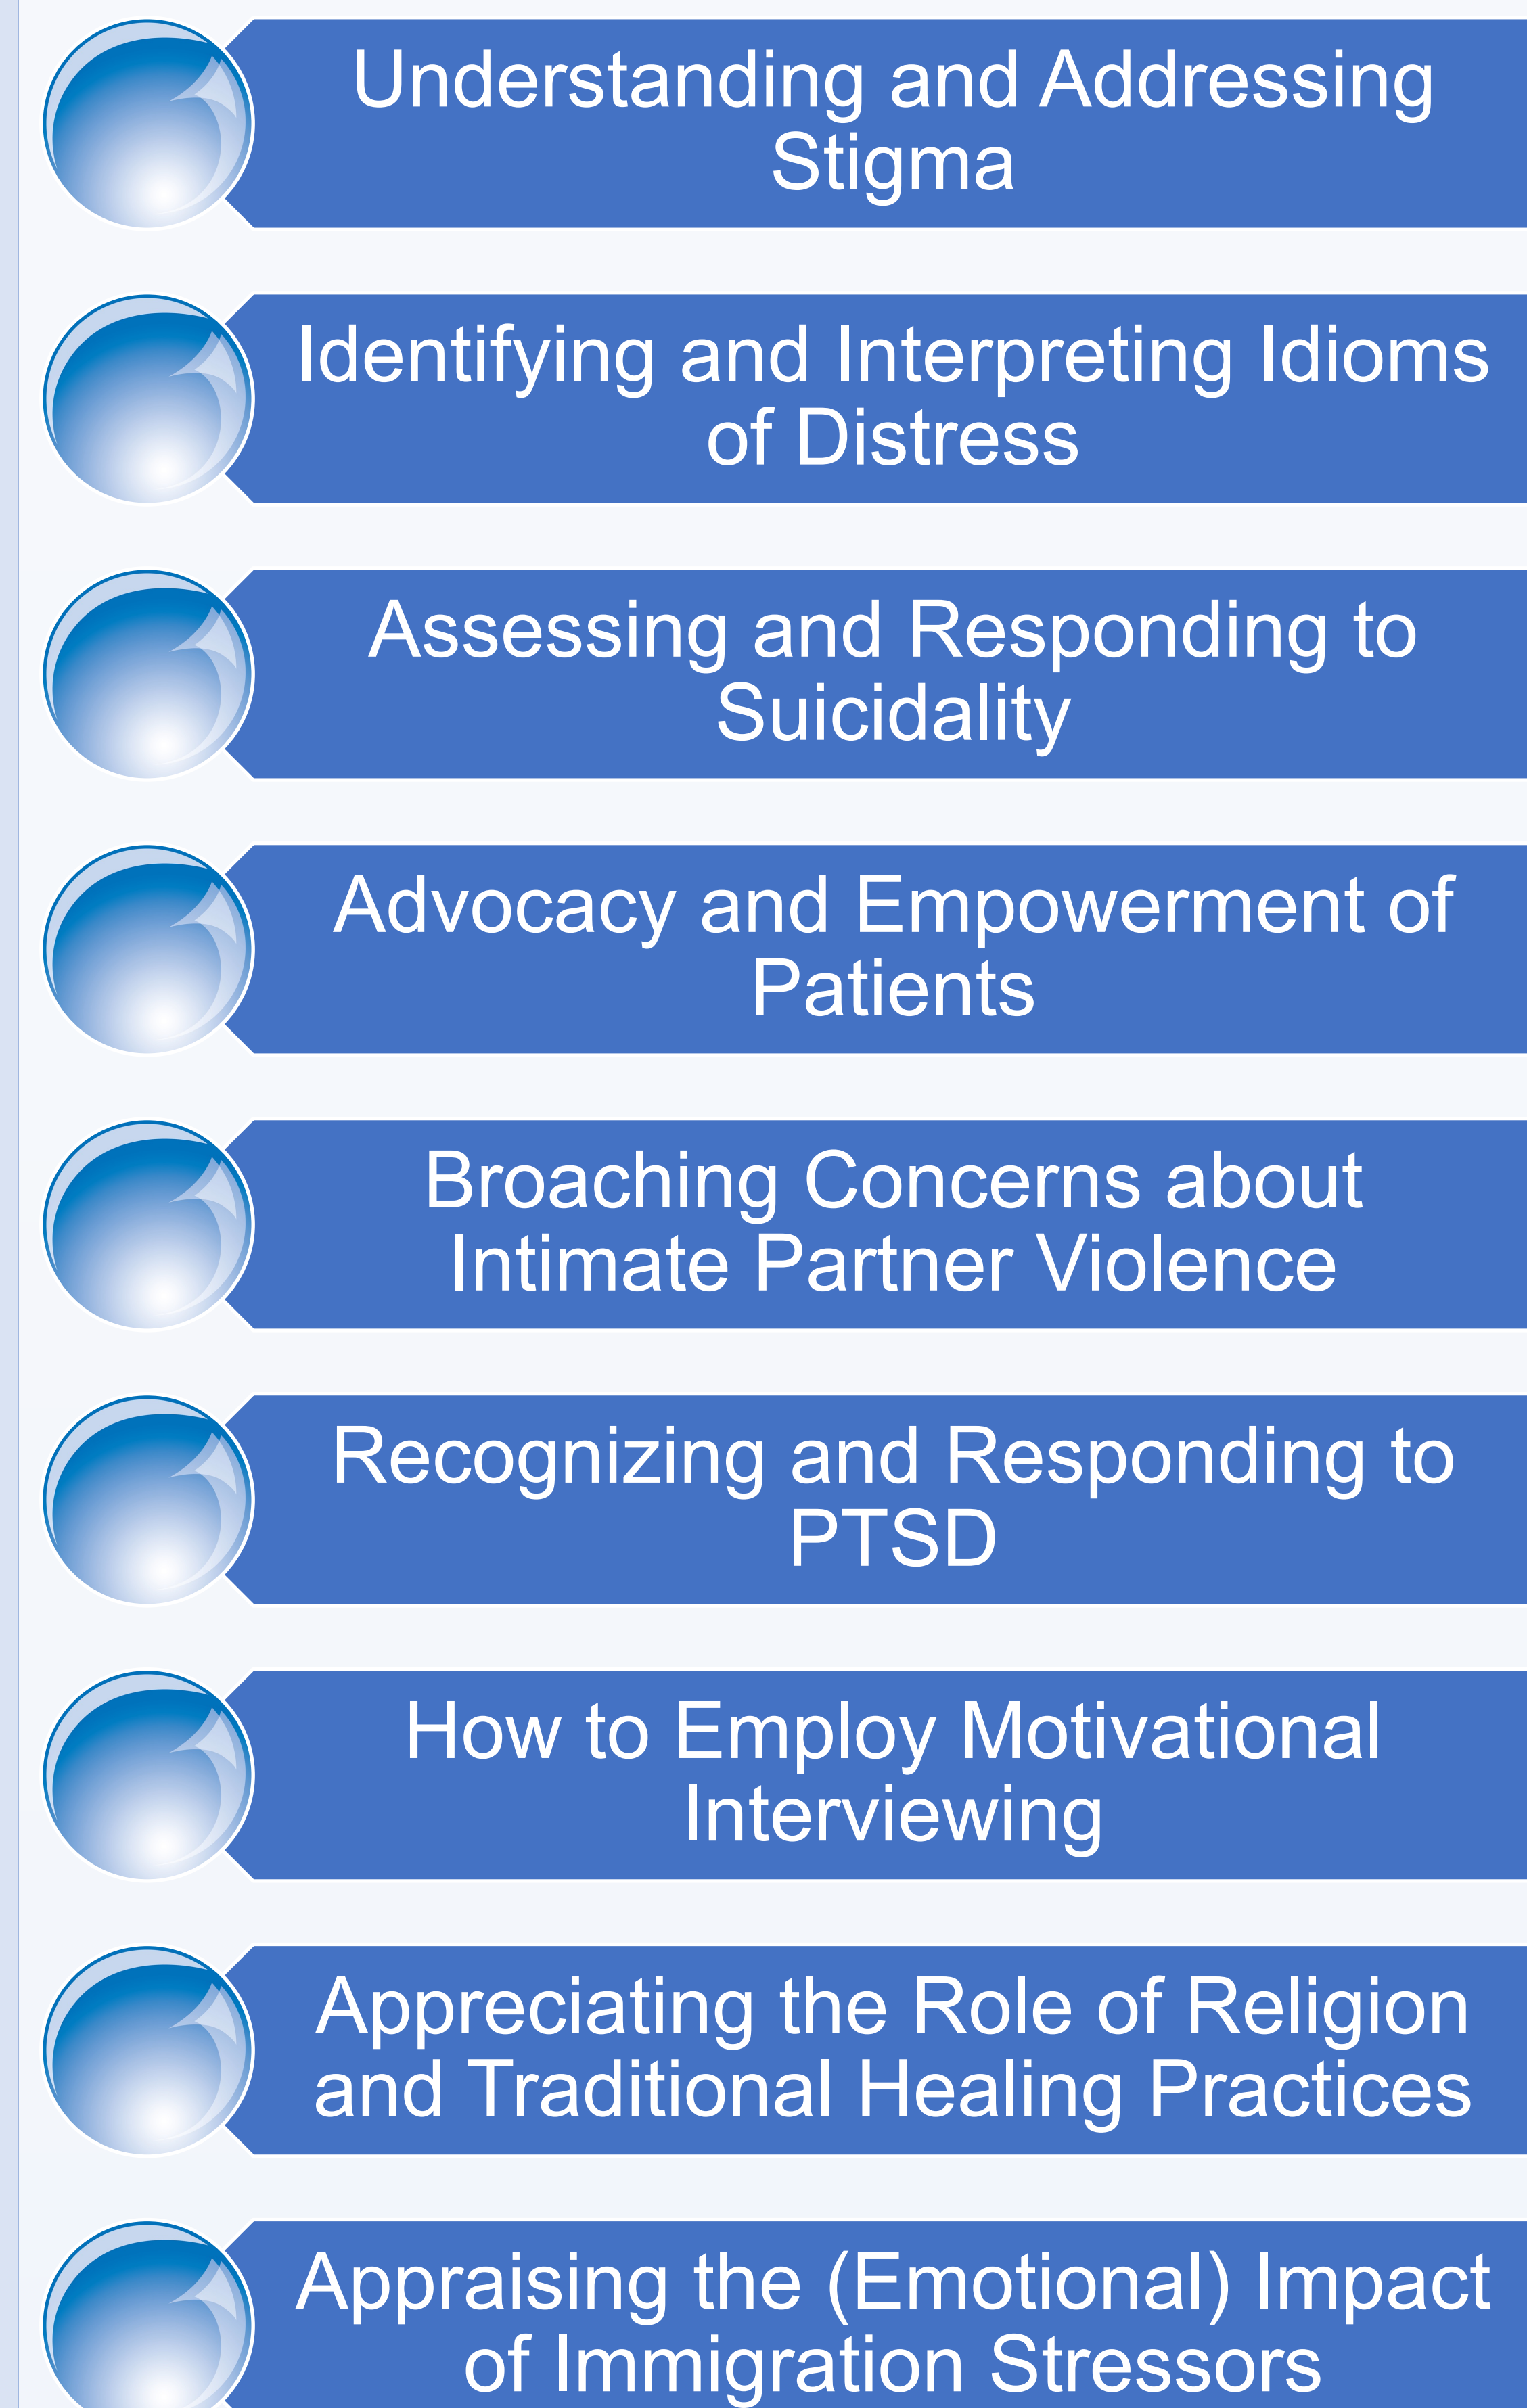 Understanding and Addressing
Stigma
Identifying and Interpreting Idioms
of Distress
Assessing and Responding to
Suicidality
Advocacy and Empowerment of
Patients
Broaching Concerns about
Intimate Partner Violence
Recognizing and Responding to
PTSD
How to Employ Motivational
Interviewing
Appreciating the Role of Religion
and Traditional Healing Practices
Appraising the (Emotional) Impact
of Immigration Stressors